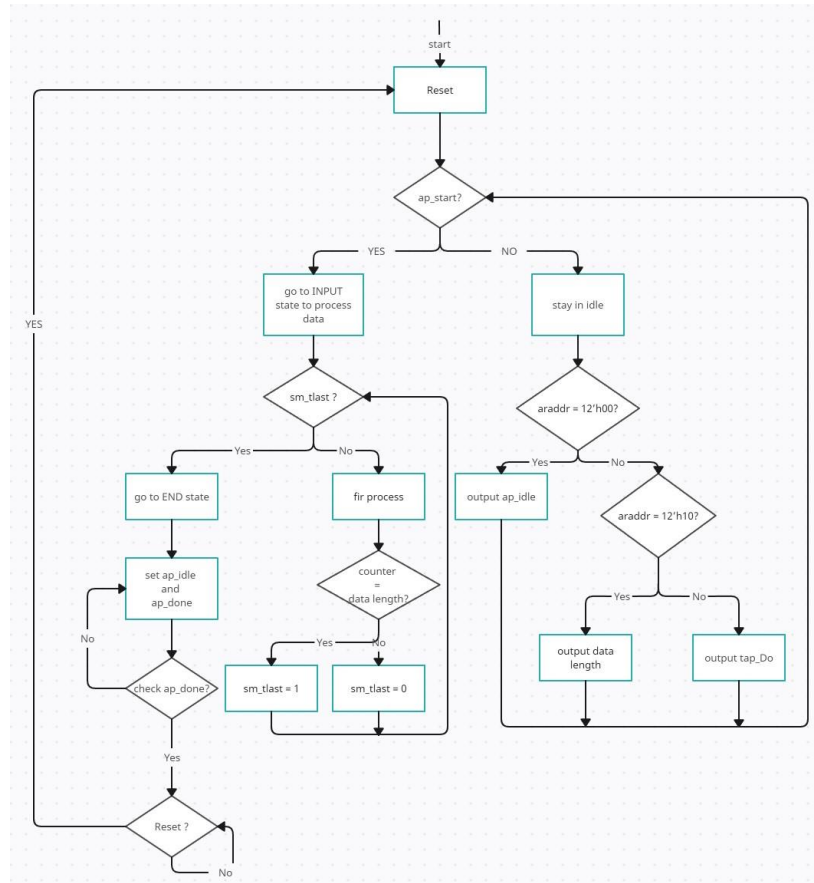 start
Reset
ap_start?
YES
NO
go to INPUT
state to process
data
stay in idle
YES
sm_tlast ?
araddr = 12'h00?
Yes
No
Yes
No
go to END state
fir process
output ap_idle
araddr = 12'h10?
set ap_idle
and
ap_done
counter
=
data length?
Yes
No
No
Yes
No
output data
length
output tap_Do
check ap_done?
sm_tlast = 1
sm_tlast = 0
Yes
Reset ?
No